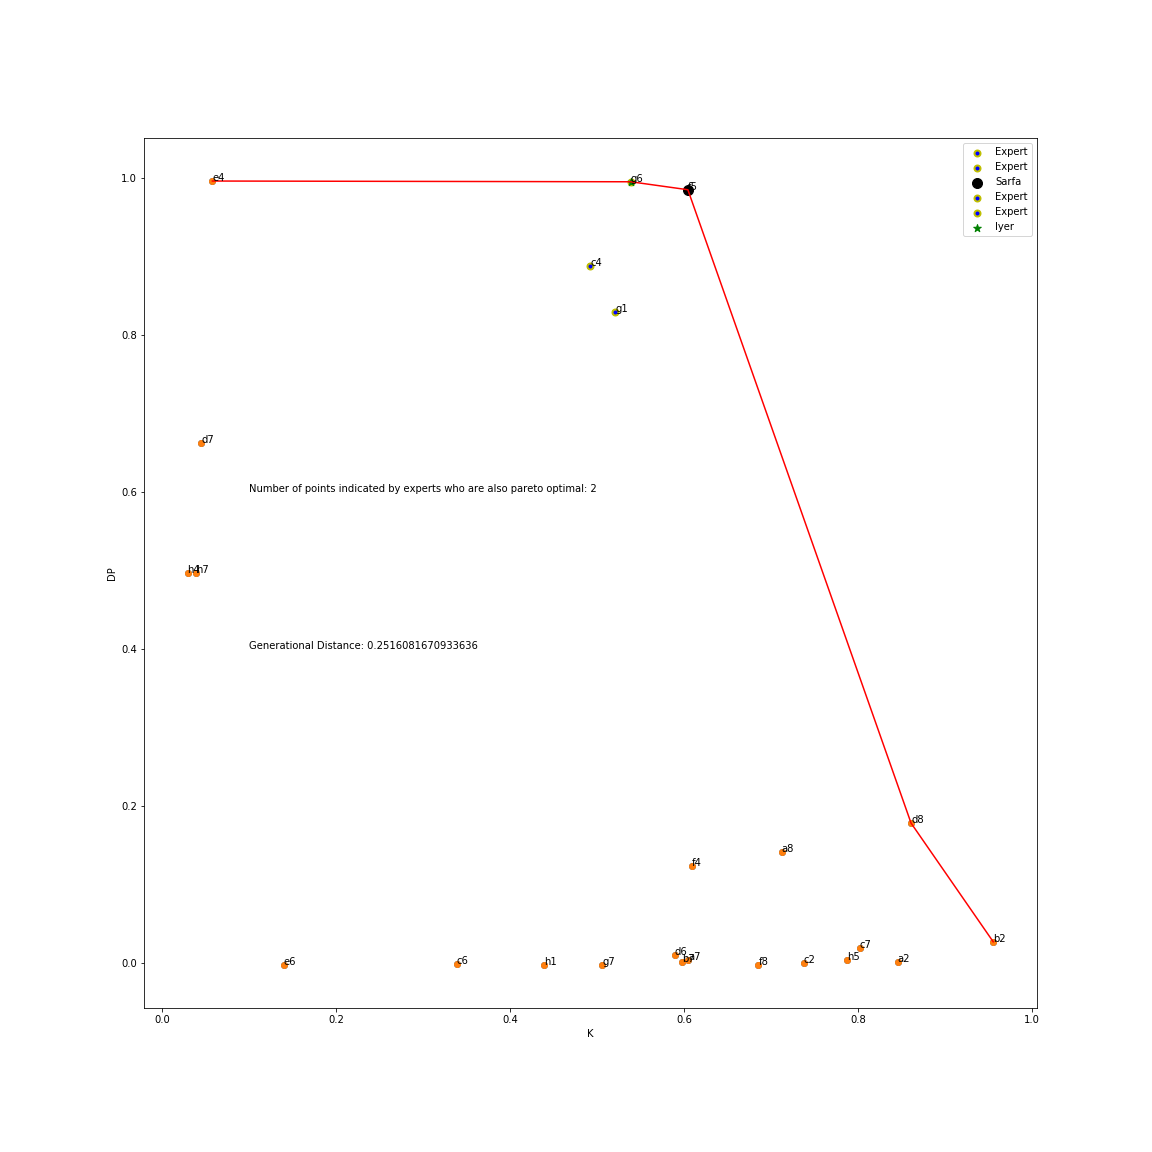 Expert
Expert
Sarfa
Expert
Expert
Iyer
1.0
0.8
0.6
0.4
0.2
0.0
DP
e4
g6
c4
g1
d7
Number of points indicated by experts who are also pareto optimal: 2
h4
h7
Generational Distance: 0.2516081670933636
d8
a8
f4
b2
c7
d6
a7
h5
a2
c2
f8
g7
h1
c6
e6
0.0 0.2 0.4 0.6 0.8 1.0
K